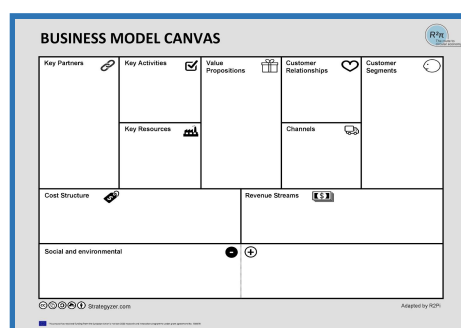 BUSINESS MODEL CANVAS
R2π
Key Partners
Key Activities
Value
Propositions
Customer
Relationships
Customer
Segments
Key Resources
Channels
Cost Structure
Revenue Streams
Social and environmental
Strategyzer.com
Adapted by R2Pi